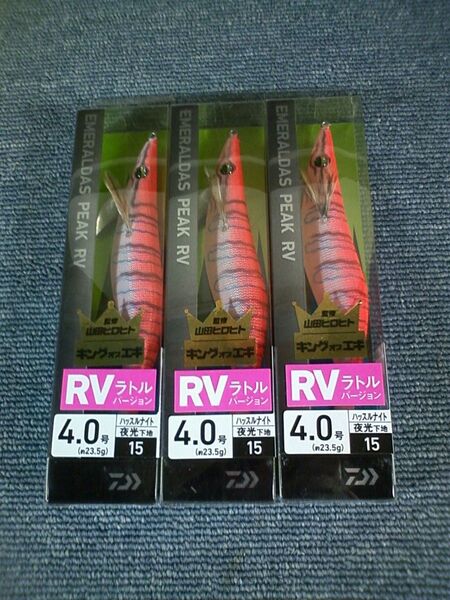 EMERALDAS PEAK RV
監修
山田ヒロヒト
キングオブエギ
RVラトル
バージョン
4.0号
(約23.5g)
ハッスルナイト
夜光下地
15
EMERALDAS PEAK RV
監修
山田ヒロヒト
キングオブエギ
RVラトル
バージョン
4.0号
(約23.5g)
ハッスルナイト
夜光下地
15
EMERALDAS PEAK RV
監修
山田ヒロヒト
キングオブエギ
RVラトル
バージョン
4.0号
(約23.5g)
ハッスルナイト
夜光下地
15